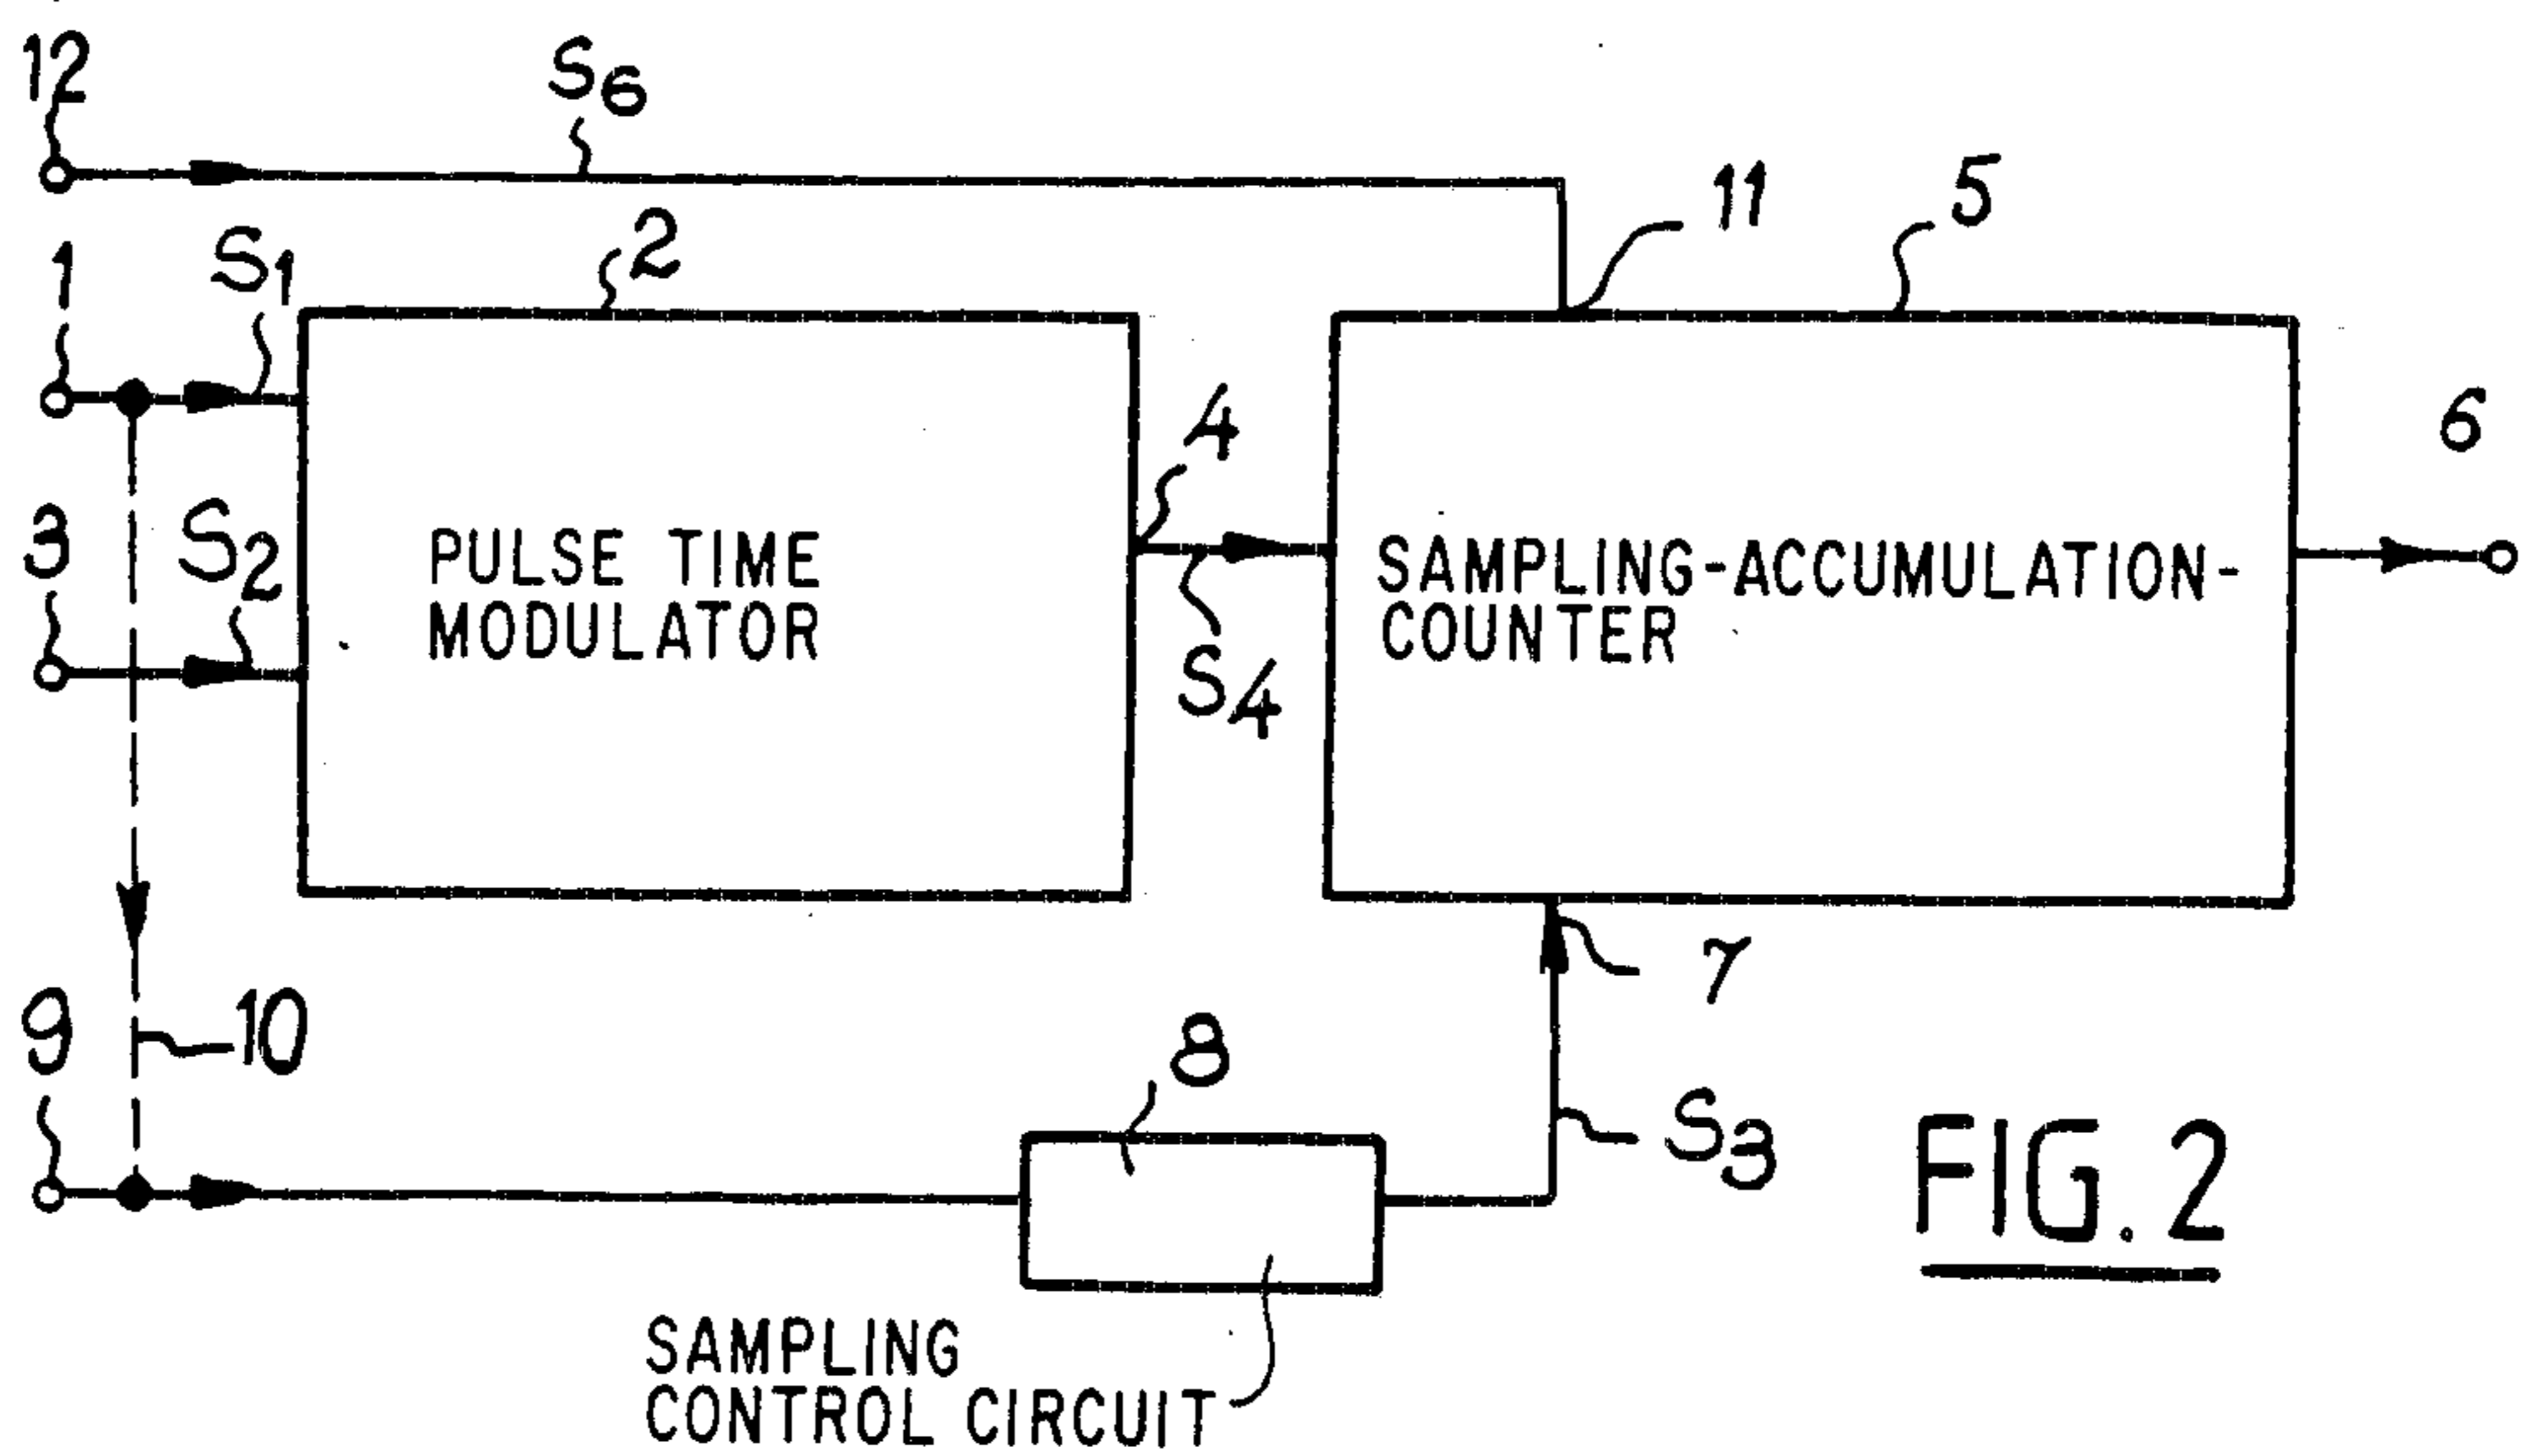 12
S6
11
5
1
S1
2
4
6
3
S2
PULSE TIME
MODULATOR
SAMPLING-ACCUMULATION-
COUNTER
S4
7
9
10
8
S3
FIG. 2
SAMPLING
CONTROL CIRCUIT